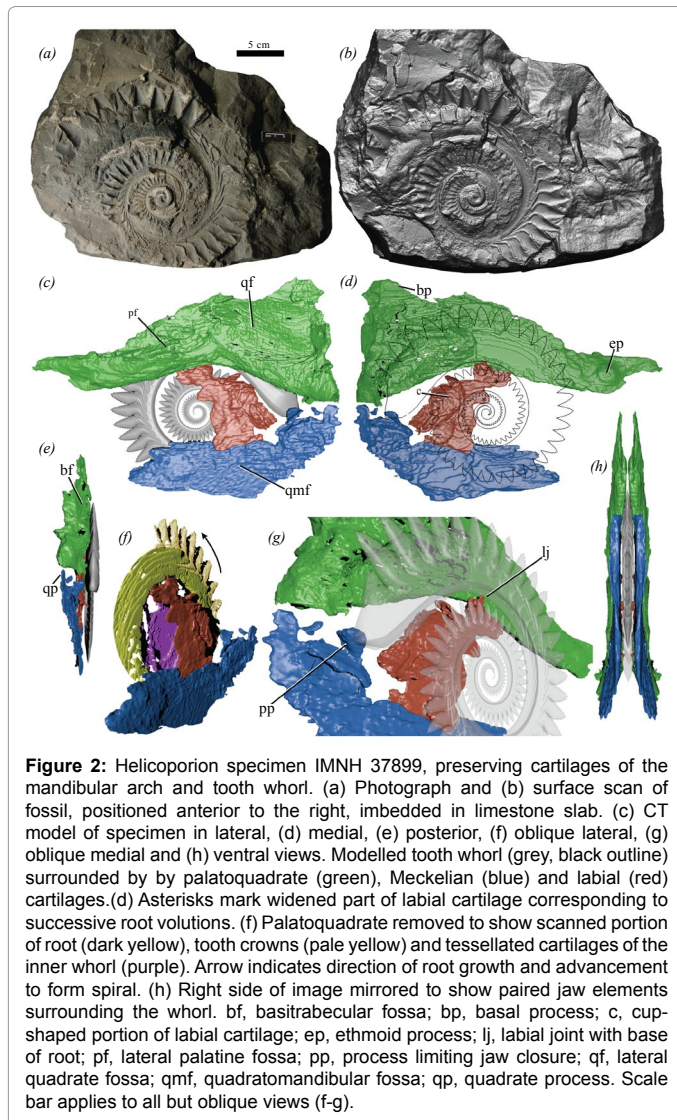 (a)
5 cm
(b)
(c)
qf
pf
(d)
bp
ep
c
qmf
(e)
bf
qp
(f)
(g)
lj
pp
(h)
Figure 2: Helicoporion specimen IMNH 37899, preserving cartilages of the
mandibular arch and tooth whorl. (a) Photograph and (b) surface scan of
fossil, positioned anterior to the right, imbedded in limestone slab. (c) CT
model of specimen in lateral, (d) medial, (e) posterior, (f) oblique lateral, (g)
oblique medial and (h) ventral views. Modelled tooth whorl (grey, black outline)
surrounded by by palatoquadrate (green), Meckelian (blue) and labial (red)
cartilages.(d) Asterisks mark widened part of labial cartilage corresponding to
successive root volutions. (f) Palatoquadrate removed to show scanned portion
of root (dark yellow), tooth crowns (pale yellow) and tessellated cartilages of the
inner whorl (purple). Arrow indicates direction of root growth and advancement
to form spiral. (h) Right side of image mirrored to show paired jaw elements
surrounding the whorl. bf, basitrabecular fossa; bp, basal process; c, cup-
shaped portion of labial cartilage; ep, ethmoid process; lj, labial joint with base
of root; pf, lateral palatine fossa; pp, process limiting jaw closure; qf, lateral
quadrate fossa; qmf, quadratomandibular fossa; qp, quadrate process. Scale
bar applies to all but oblique views (f-g).